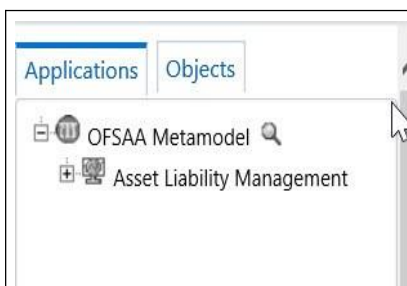 Applications Objects
OFSAA Metamodel
Asset Liability Management